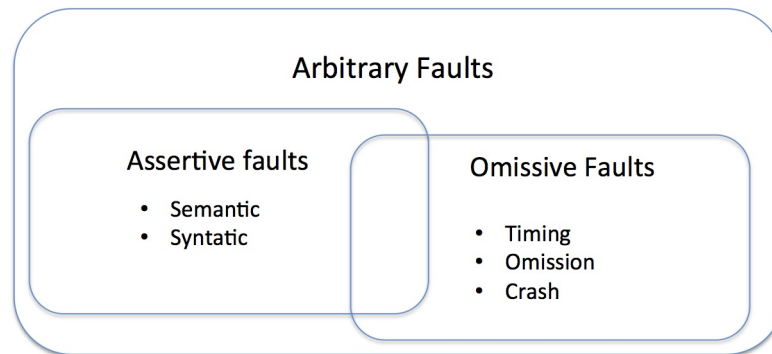 Arbitrary Faults
Assertive faults
• Semantic
• Syntatic
Omissive Faults
• Timing
• Omission
• Crash